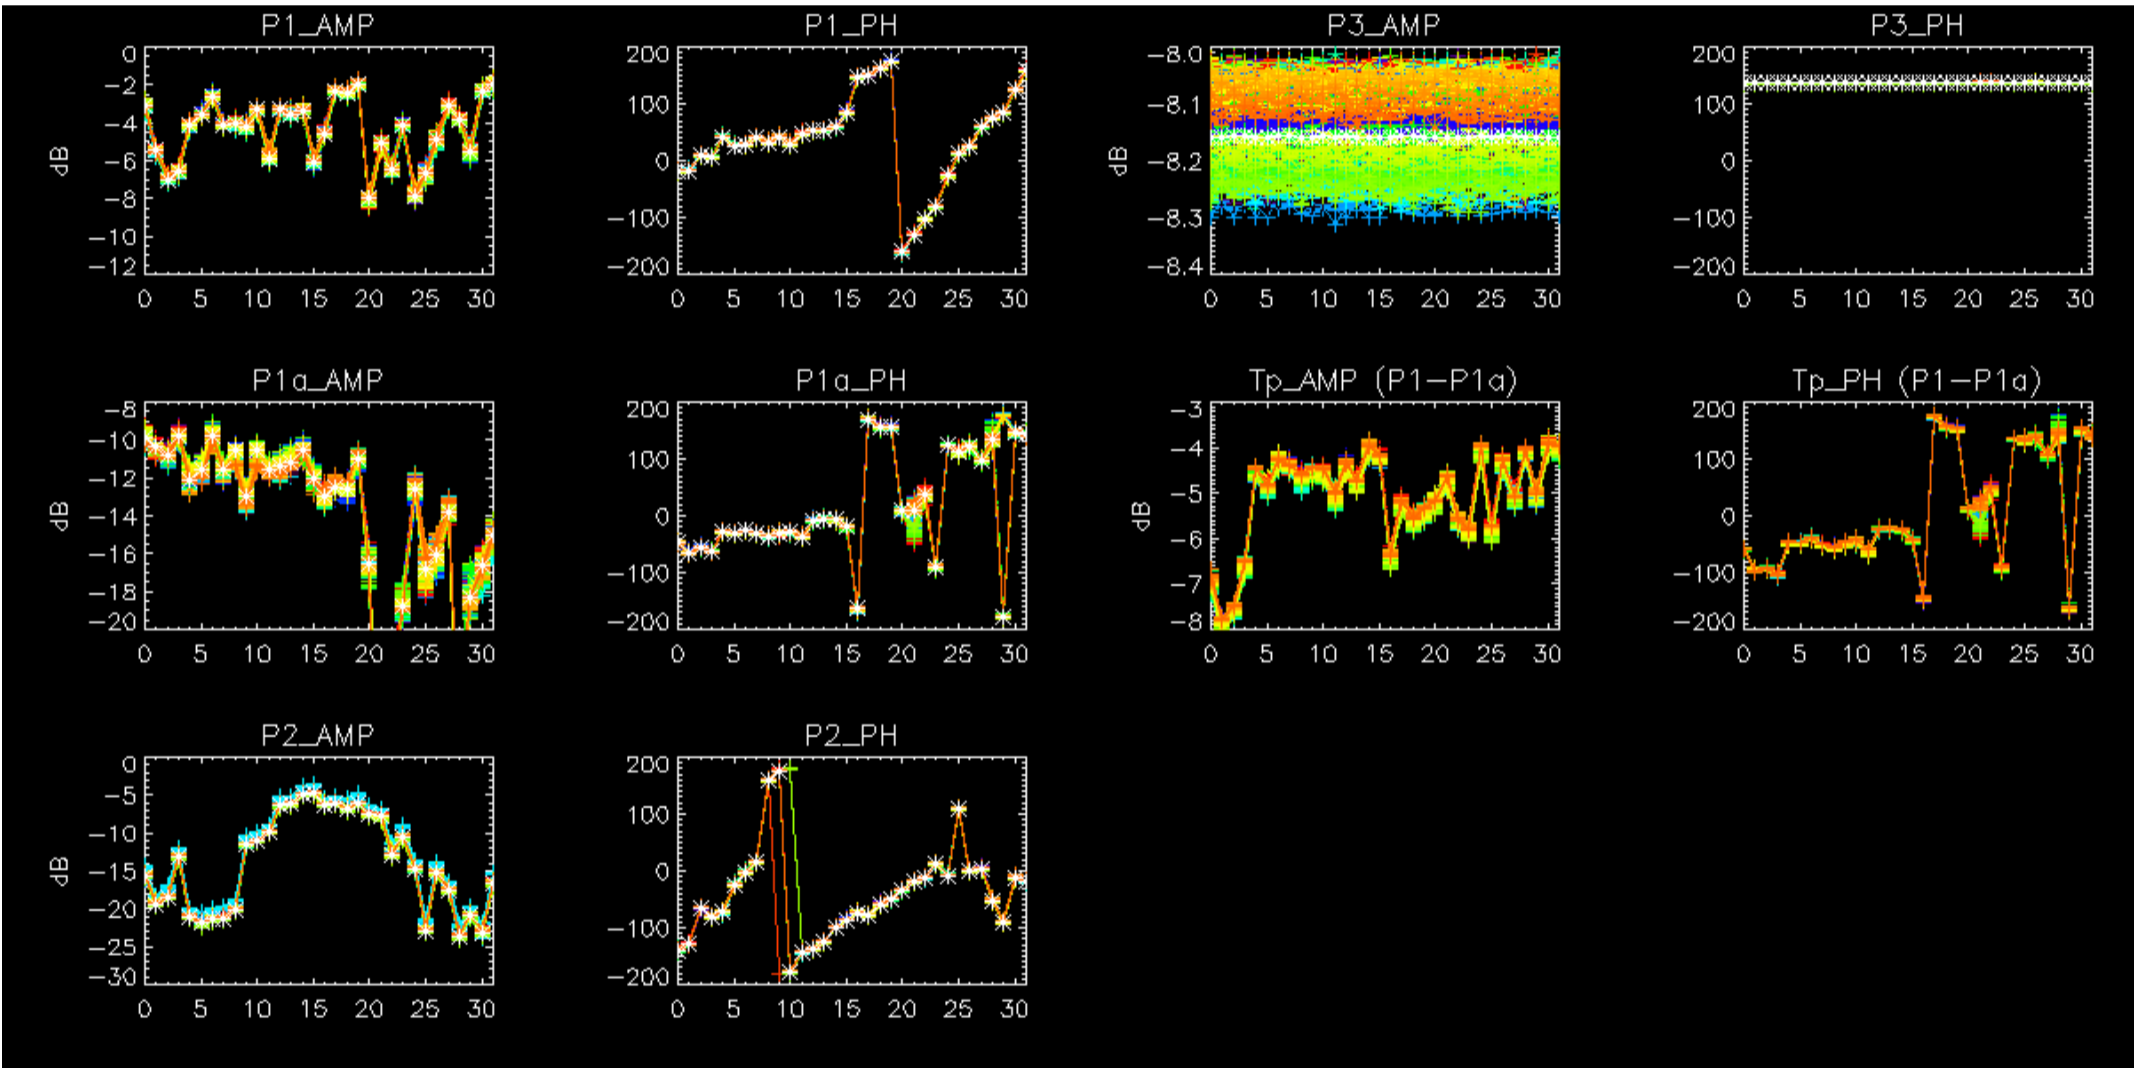 P1_AMP P1_PH P3_AMP P3_PH
0 200 -8.0 200
-2
-4 100 -8.1 100
dB -6 0 dB -8.2 0
-8
-10 -100 -8.3 -100
-12 -200 -8.4 -200
0 5 10 15 20 25 30 0 5 10 15 20 25 30 0 5 10 15 20 25 30 0 5 10 15 20 25 30
P1a_AMP P1a_PH Tp_AMP (P1-P1a) Tp_PH (P1-P1a)
-8 200 -3 200
-10 100 -4 100
-12
dB -14 0 dB -5 0
-16 -100 -6 -100
-18 -7
-20 -200 -8 -200
0 5 10 15 20 25 30 0 5 10 15 20 25 30 0 5 10 15 20 25 30 0 5 10 15 20 25 30
P2_AMP P2_PH
0 200
-5 100
-10
dB -15 0
-20 -100
-25
-30 -200
0 5 10 15 20 25 30 0 5 10 15 20 25 30